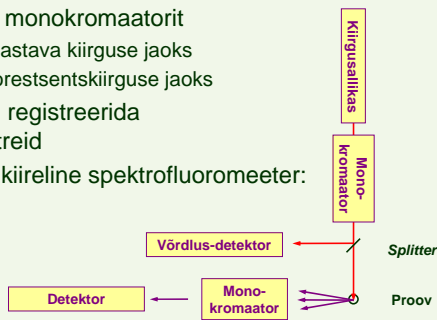 monokromaatorit
astava kiirguse jaoks
orestsentskiirguse jaoks
registreerida
treid
kiireline spektrofluoromeeter:
Kiirgusallikas
Mono-
kromaator
Võrdlus-detektor
Splitter
Detektor
Mono-
kromaator
Proov